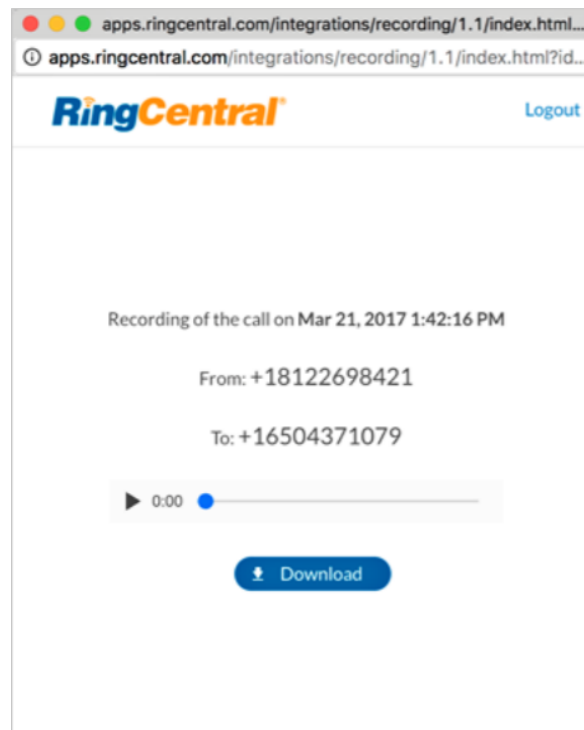 apps.ringcentral.com/integrations/recording/1.1/index.html...
apps.ringcentral.com/integrations/recording/1.1/index.html?id...
RingCentral®
Logout
Recording of the call on Mar 21, 2017 1:42:16 PM
From: +18122698421
To: +16504371079
0:00
Download